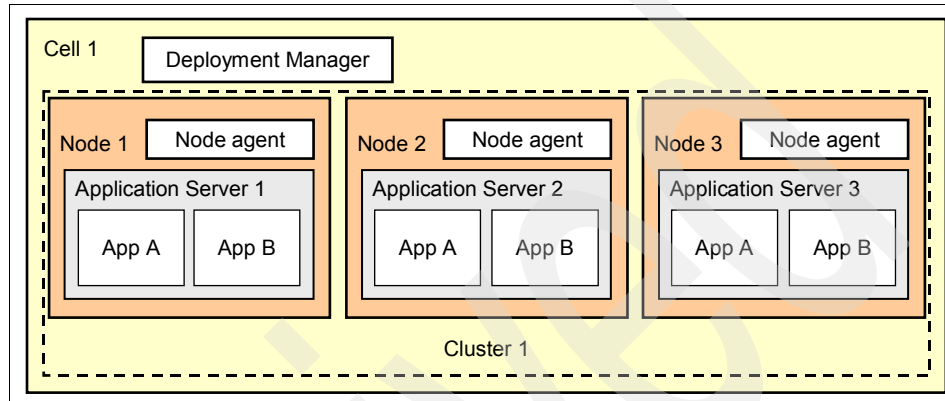 Cell 1
Deployment Manager
Node 1
Node agent
Application Server 1
App A
App B
Node 2
Node agent
Application Server 2
App A
App B
Node 3
Node agent
Application Server 3
App A
App B
Cluster 1